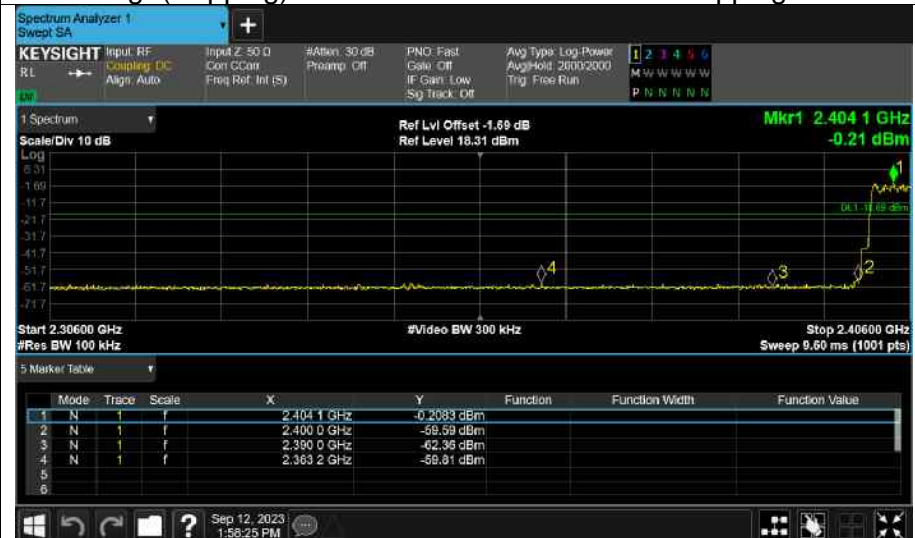 Spectrum Analyzer 1
Swept SA
+
KEYSIGHT Input: RF Input Z: 50 Ω #Atten: 30 dB PNO: Fast Avg Type: Log-Power 1 2 3 4 5 6
RL Coupling: DC Corr CCorr Preamp: Off Gate: Off Avg|Hold: 2000/2000 M W W W W W
Align: Auto Freq Ref: Int (S) IF Gain: Low Trig: Free Run
Sig Track: Off P N N N N N
1 Spectrum Ref Lvl Offset -1.69 dB Mkr1 2.404 1 GHz
Scale/Div 10 dB Ref Level 18.31 dBm -0.21 dBm
Log
8.31
-1.69
-11.7
-21.7
-31.7
-41.7
-51.7
-61.7
-71.7
1
4
3
2
Start 2.30600 GHz #Video BW 300 kHz Stop 2.40600 GHz
#Res BW 100 kHz Sweep 9.60 ms (1001 pts)
5 Marker Table
Mode Trace Scale X Y Function Function Width Function Value
1 N 1 f 2.404 1 GHz -0.2083 dBm
2 N 1 f 2.400 0 GHz -59.59 dBm
3 N 1 f 2.390 0 GHz -62.36 dBm
4 N 1 f 2.363 2 GHz -59.81 dBm
5
6
? Sep 12, 2023
1:58:25 PM